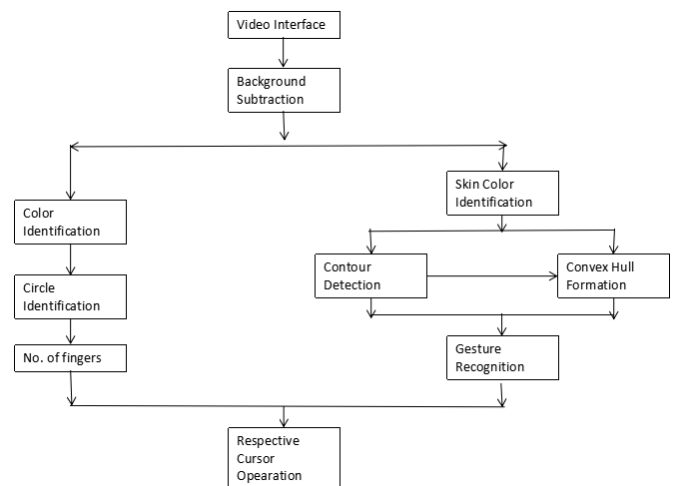 Video Interface
Background
Subtraction
Skin Color
Identification
Color
Identification
Contour
Detection
Convex Hull
Formation
Circle
Identification
No. of fingers
Gesture
Recognition
Respective
Cursor
Opearation